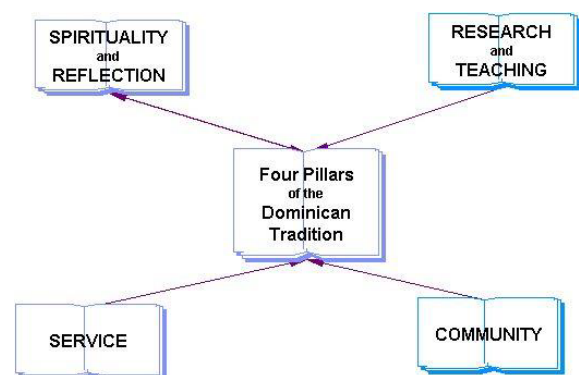 SPIRITUALITY
and
REFLECTION
RESEARCH
and
TEACHING
Four Pillars
of the
Dominican
Tradition
SERVICE
COMMUNITY